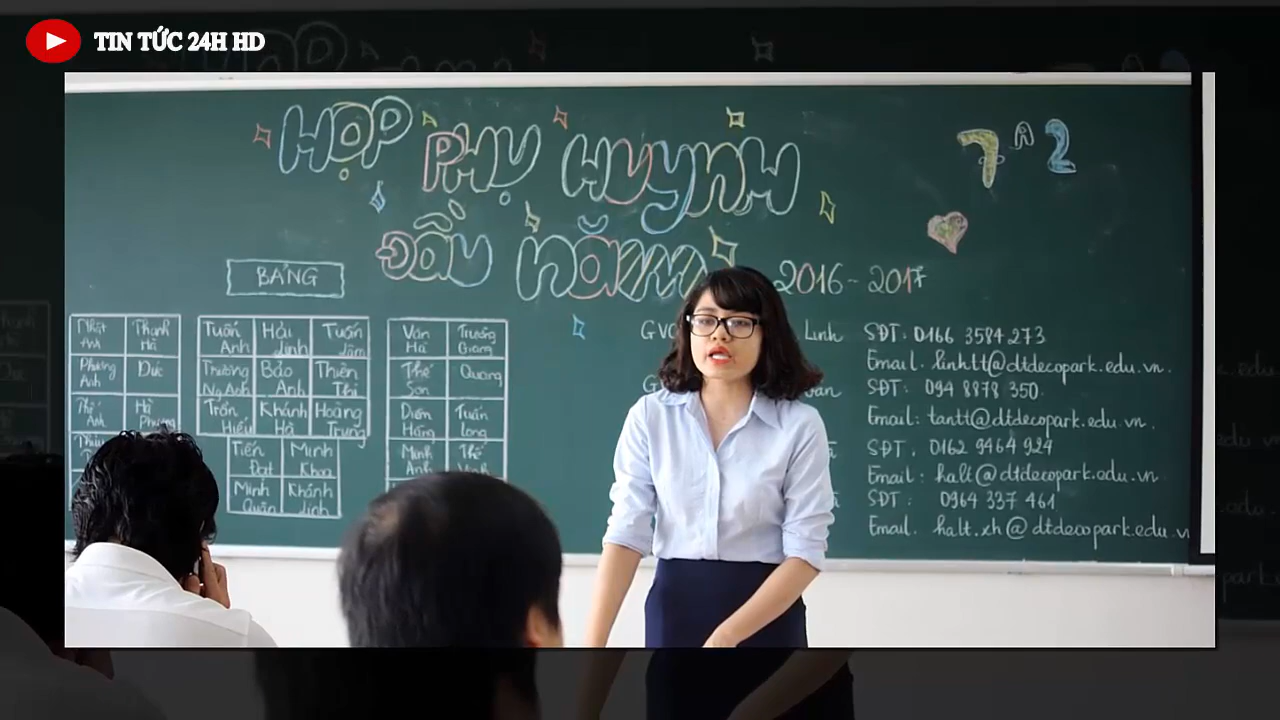 TIN TỨC 24H HD
HỌP PHỤ HUYNH
7A2
ĐẦU NĂM 2016-2017
BẢNG
Nhật Anh Thanh Hà
Tuấn Anh Hải Linh Tuấn Lâm
Vân Hà Trường Giang
Phương Anh Đức
Trường Ng.Anh Bảo Anh Thiên Thi
Thế Sơn Quang
Thế Anh Hà Phương
Trần Hiếu Khánh Hà Hoàng Trung
Diễm Hằng Tuấn Long
Tiến Đạt Minh Khoa
Minh Anh Thế
Minh Quân Khánh Linh
Linh SĐT: 0166 3584 273
Email. linhtt@dtdecopark.edu.vn.
SĐT: 094 8878 350.
Email: tantt@dtdecopark.edu.vn.
SĐT. 0162 9464 924
Email: halt@dtdecopark.edu.vn
SĐT: 0964 337 461
Email. halt.xh@dtdecopark.edu.vn